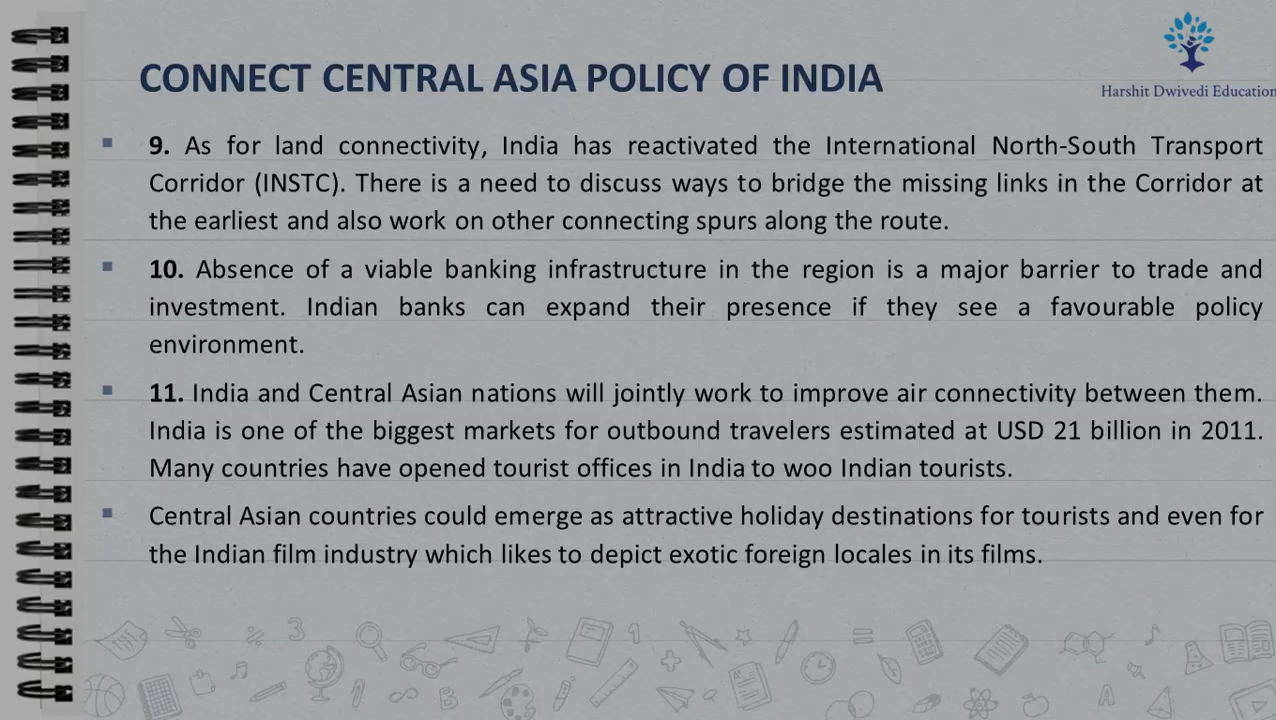 CONNECT CENTRAL ASIA POLICY OF INDIA
Harshit Dwivedi Education
9. As for land connectivity, India has reactivated the International North-South Transport
Corridor (INSTC). There is a need to discuss ways to bridge the missing links in the Corridor at
the earliest and also work on other connecting spurs along the route.
10. Absence of a viable banking infrastructure in the region is a major barrier to trade and
investment. Indian banks can expand their presence if they see a favourable policy
environment.
11. India and Central Asian nations will jointly work to improve air connectivity between them.
India is one of the biggest markets for outbound travelers estimated at USD 21 billion in 2011.
Many countries have opened tourist offices in India to woo Indian tourists.
Central Asian countries could emerge as attractive holiday destinations for tourists and even for
the Indian film industry which likes to depict exotic foreign locales in its films.